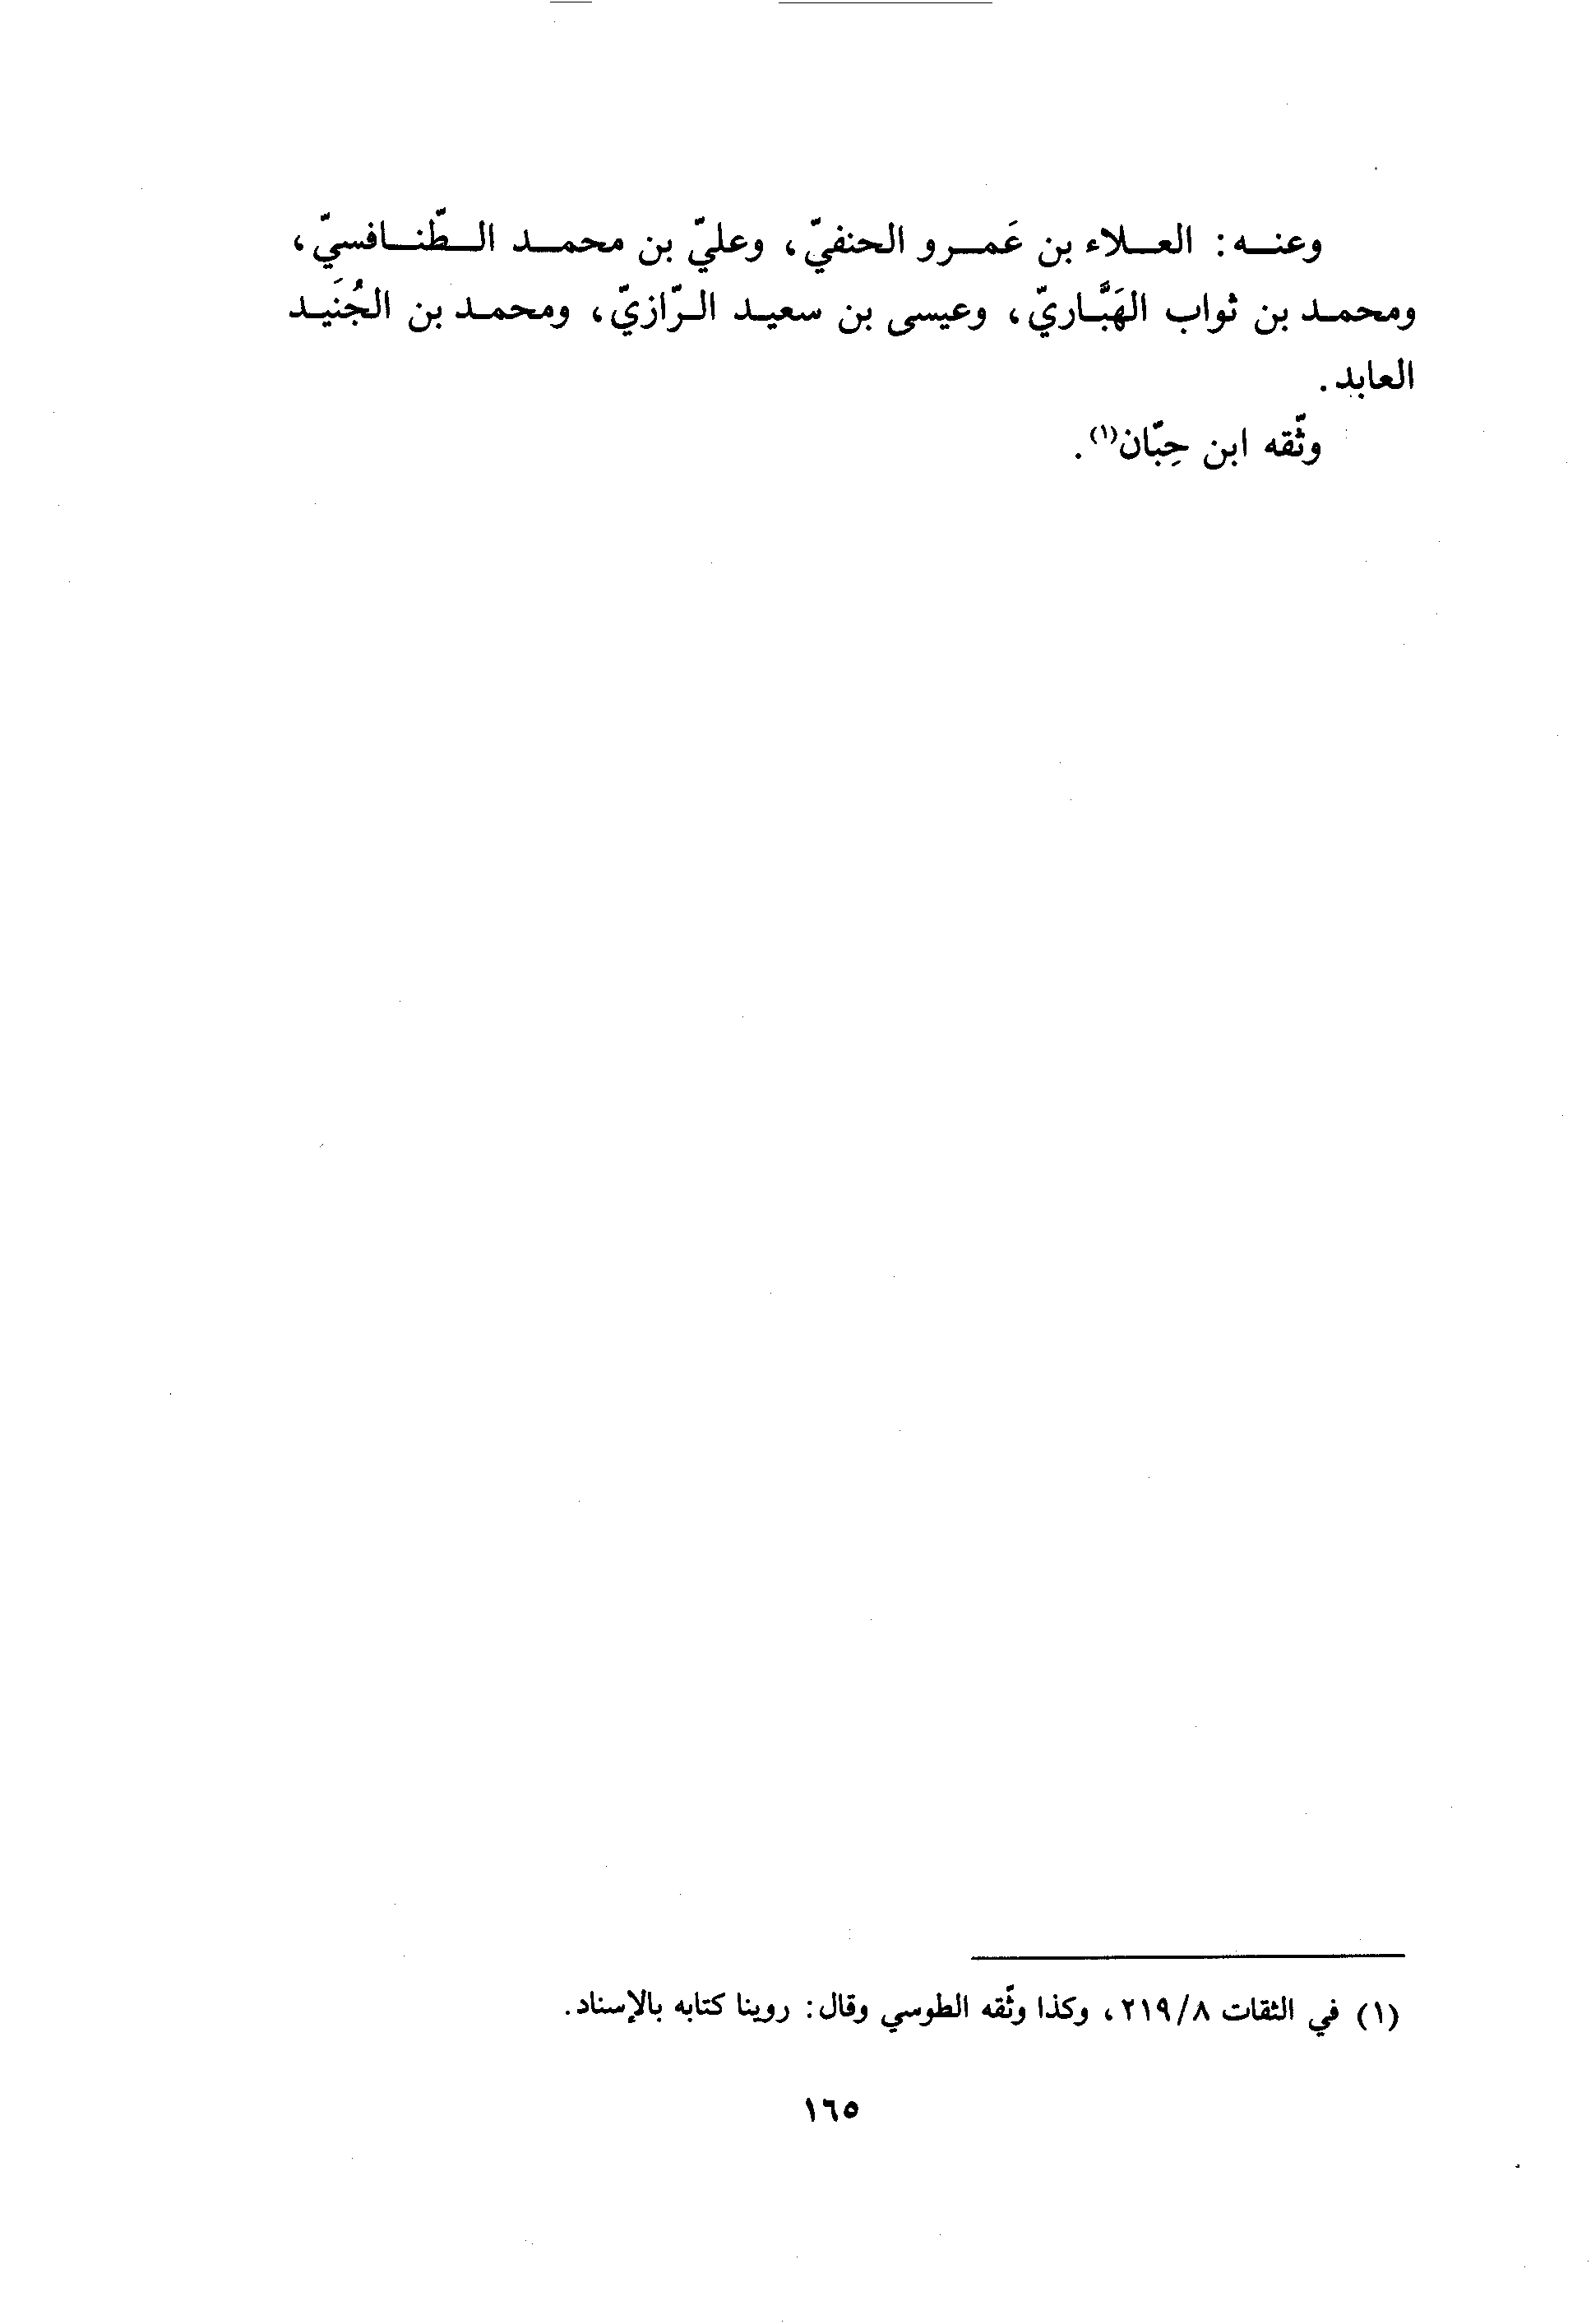 وعنه: العلاء بن عَمرو الحنفيّ، وعليّ بن محمد الطّنافسيّ،
ومحمد بن ثواب الهَبَّاريّ، وعيسى بن سعيد الرّازيّ، ومحمد بن الجُنَيد
العابد.
وثّقه ابن حِبّان(١).
(١) في الثقات ٢١٩/٨، وكذا وثّقه الطوسي وقال: روينا كتابه بالإسناد.
١٦٥